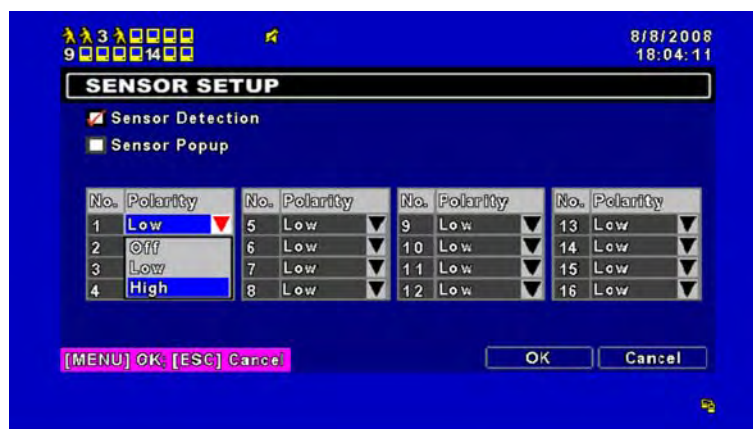 3 8/8/2008
9 14 18:04:11
SENSOR SETUP
Sensor Detection
Sensor Popup
No. Polarity No. Polarity No. Polarity No. Polarity
1 Low 5 Low 9 Low 13 Low
2 Off 6 Low 10 Low 14 Low
3 Low 7 Low 11 Low 15 Low
4 High 8 Low 12 Low 16 Low
[MENU] OK; [ESC] Cancel OK Cancel